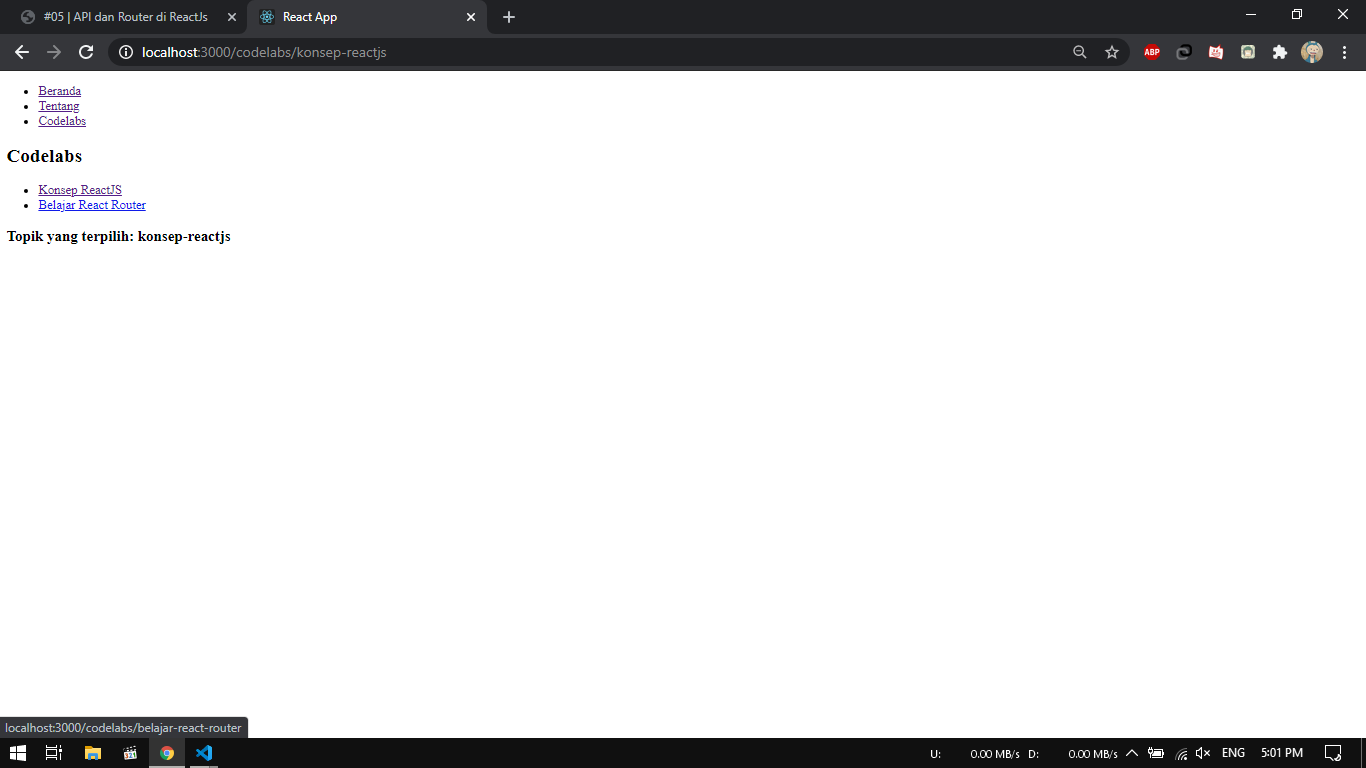 #05 | API dan Router di ReactJs
React App
localhost:3000/codelabs/konsep-reactjs
ABP
Beranda
Tentang
Codelabs
Codelabs
Konsep ReactJS
Belajar React Router
Topik yang terpilih: konsep-reactjs
localhost:3000/codelabs/belajar-react-router
U: 0.00 MB/s D: 0.00 MB/s ENG 5:01 PM